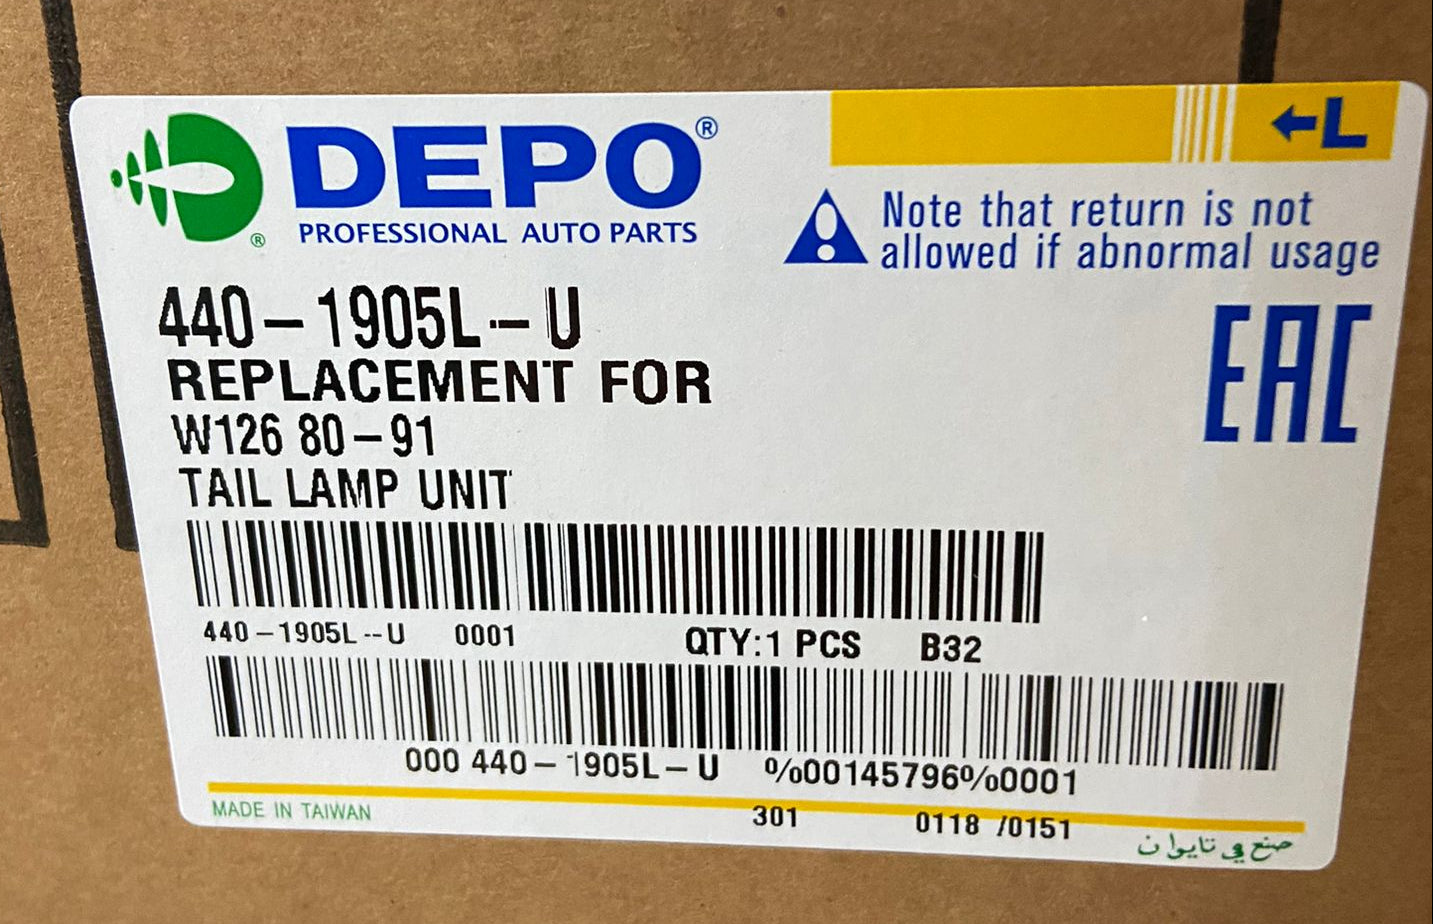 DEPO®
PROFESSIONAL AUTO PARTS
®
←L
Note that return is not
allowed if abnormal usage
440-1905L-U
REPLACEMENT FOR
W126 80-91
TAIL LAMP UNIT
EAC
440-1905L--U 0001 QTY:1 PCS B32
000 440-1905L-U %00145796%0001
MADE IN TAIWAN 301 0118 /0151
صنع في تايوان